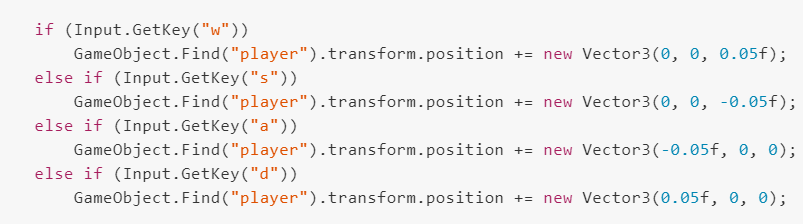 if (Input.GetKey("w"))
GameObject.Find("player").transform.position += new Vector3(0, 0, 0.05f);
else if (Input.GetKey("s"))
GameObject.Find("player").transform.position += new Vector3(0, 0, -0.05f);
else if (Input.GetKey("a"))
GameObject.Find("player").transform.position += new Vector3(-0.05f, 0, 0);
else if (Input.GetKey("d"))
GameObject.Find("player").transform.position += new Vector3(0.05f, 0, 0);